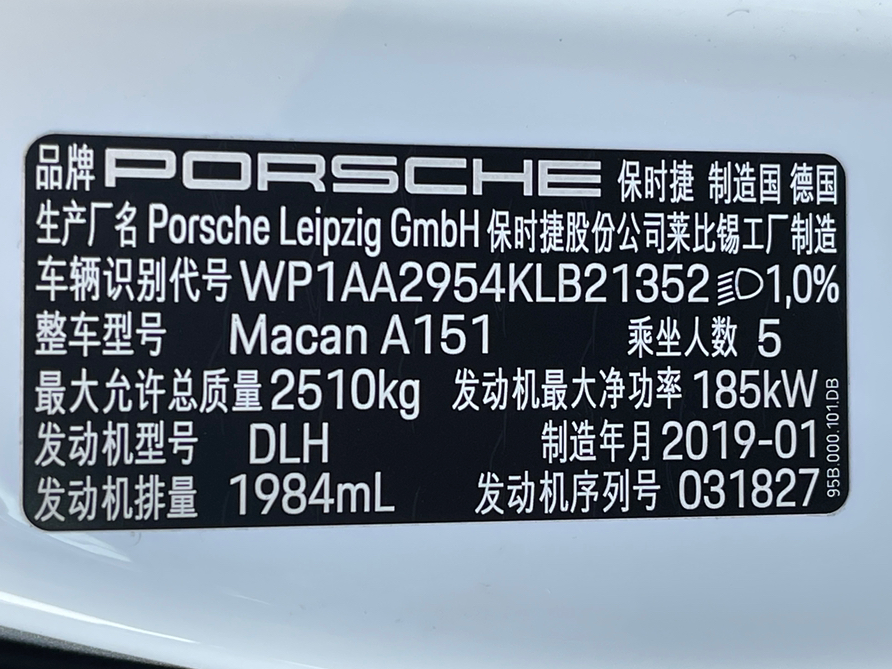 品牌 PORSCHE 保时捷 制造国 德国
生产厂名 Porsche Leipzig GmbH 保时捷股份公司莱比锡工厂制造
车辆识别代号 WP1AA2954KLB21352 1,0%
整车型号 Macan A151 乘坐人数 5
最大允许总质量 2510kg 发动机最大净功率 185kW
发动机型号 DLH 制造年月 2019-01
发动机排量 1984mL 发动机序列号 031827
95B.000.101.DB